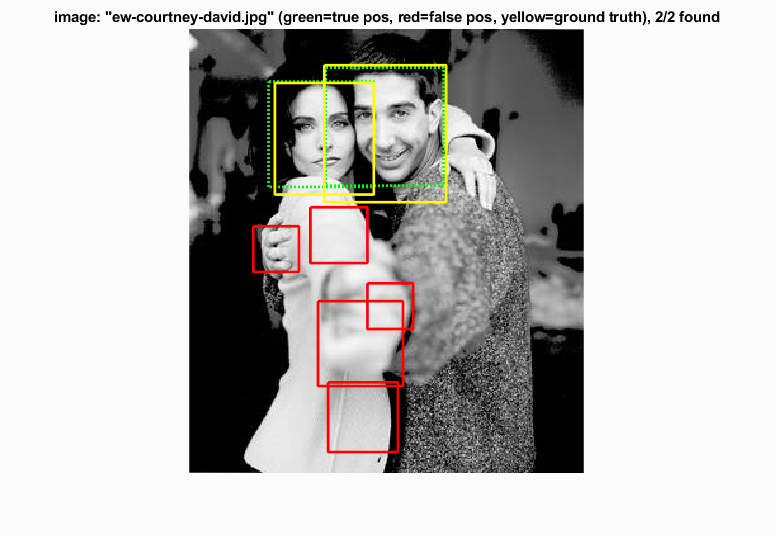 image: "ew-courtney-david.jpg" (green=true pos, red=false pos, yellow=ground truth), 2/2 found